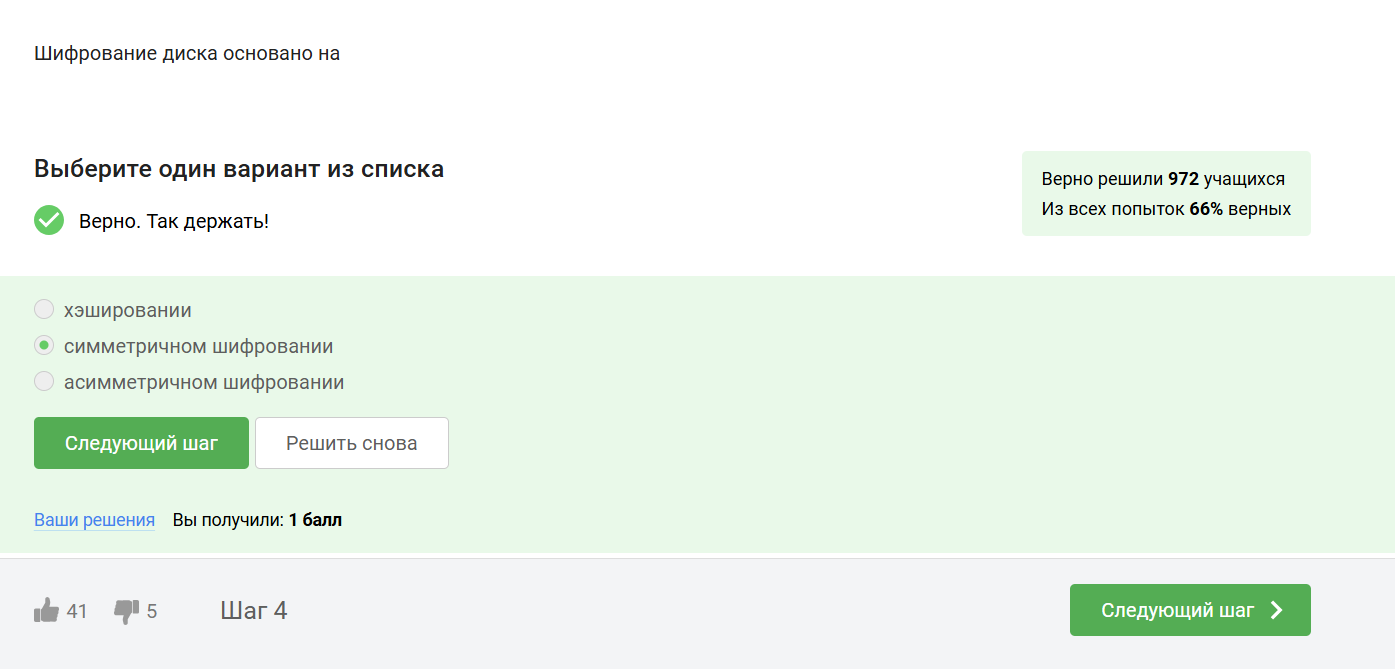 Шифрование диска основано на
Выберите один вариант из списка
Верно решили 972 учащихся
Из всех попыток 66% верных
Верно. Так держать!
хэшировании
симметричном шифровании
асимметричном шифровании
Следующий шаг
Решить снова
Ваши решения Вы получили: 1 балл
41 5 Шаг 4 Следующий шаг